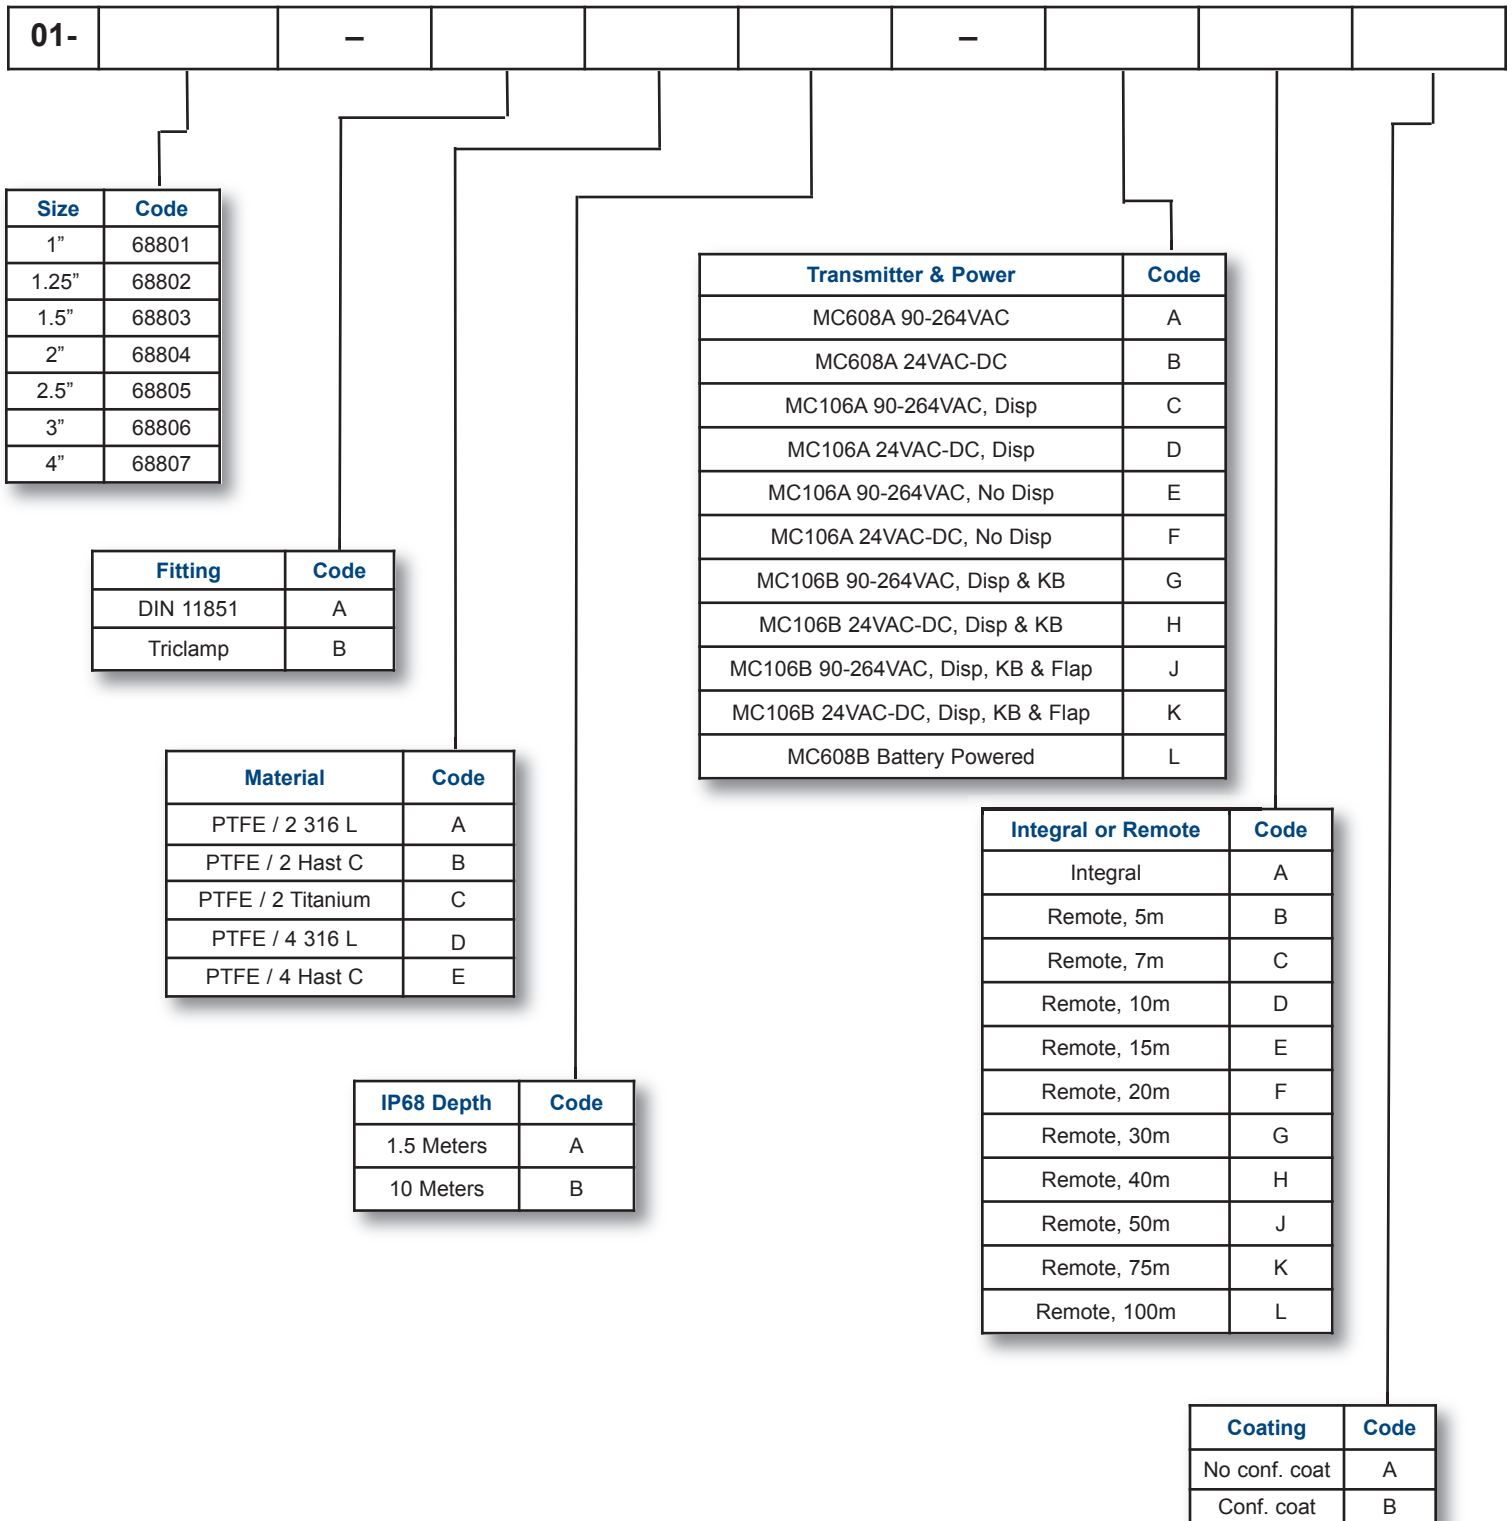 01- – –
Size Code
1” 68801
1.25” 68802
1.5” 68803
2” 68804
2.5” 68805
3” 68806
4” 68807
Fitting Code
DIN 11851 A
Triclamp B
Material Code
PTFE / 2 316 L A
PTFE / 2 Hast C B
PTFE / 2 Titanium C
PTFE / 4 316 L D
PTFE / 4 Hast C E
IP68 Depth Code
1.5 Meters A
10 Meters B
Transmitter & Power Code
MC608A 90-264VAC A
MC608A 24VAC-DC B
MC106A 90-264VAC, Disp C
MC106A 24VAC-DC, Disp D
MC106A 90-264VAC, No Disp E
MC106A 24VAC-DC, No Disp F
MC106B 90-264VAC, Disp & KB G
MC106B 24VAC-DC, Disp & KB H
MC106B 90-264VAC, Disp, KB & Flap J
MC106B 24VAC-DC, Disp, KB & Flap K
MC608B Battery Powered L
Integral or Remote Code
Integral A
Remote, 5m B
Remote, 7m C
Remote, 10m D
Remote, 15m E
Remote, 20m F
Remote, 30m G
Remote, 40m H
Remote, 50m J
Remote, 75m K
Remote, 100m L
Coating Code
No conf. coat A
Conf. coat B